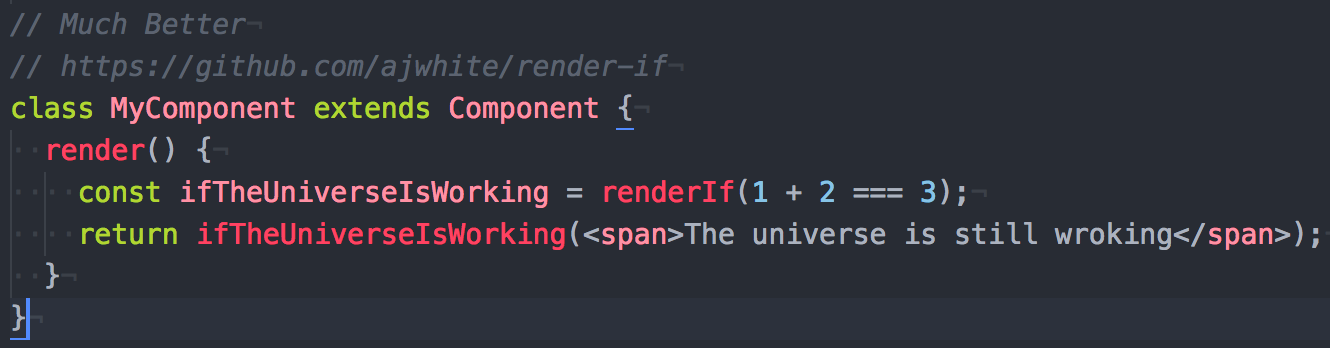 // Much Better
// https://github.com/ajwhite/render-if
class MyComponent extends Component {
  render() {
    const ifTheUniverseIsWorking = renderIf(1 + 2 === 3);
    return ifTheUniverseIsWorking(<span>The universe is still wroking</span>);
  }
}